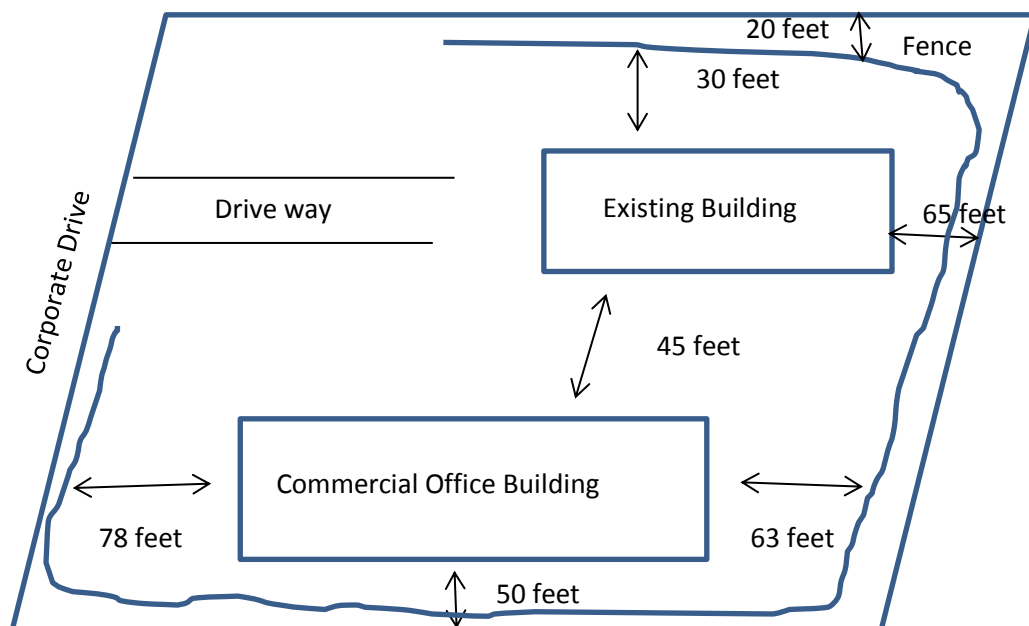 20 feet
Fence
30 feet
Drive way
Existing Building
65 feet
Corporate Drive
45 feet
Commercial Office Building
78 feet
63 feet
50 feet